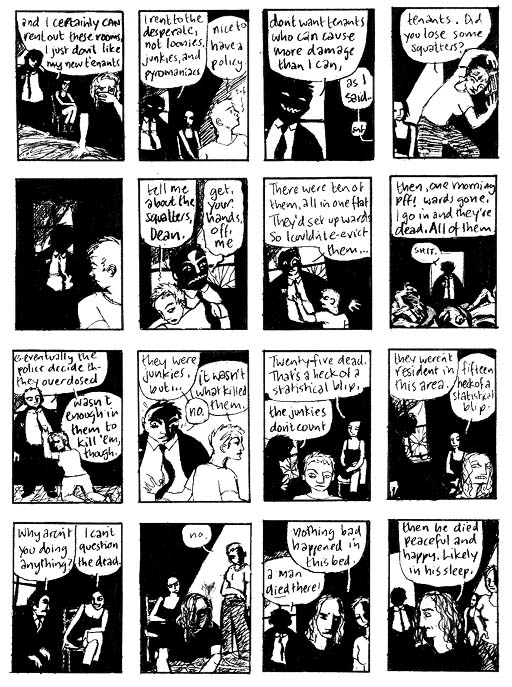 and I certainly CAN
rent out these rooms,
I just don't like
my new tenants
I rent to the
desperate,
not loonies,
junkies, and
pyromaniacs
nice to
have a
policy.
don't want tenants
who can cause
more damage
than I can,
as I
said..
tenants. Did
you lose some
squatters?
tell me
about the
squatters,
Dean.
get.
your
hands.
off.
me
There were ten of
them, all in one flat
They'd set up wards
so I couldn't e-evict
them...
then, one morning
pff! wards gone,
I go in and they're
dead. All of them
SHIT.
e-eventually the
police decide th-
they overdosed
wasn't
enough in
them to
kill 'em,
though.
they were
junkies,
but...
it wasn't
what killed
them.
no.
Twenty-five dead.
That's a heck of a
statistical blip.
the junkies
don't count
they weren't
resident in
this area.
fifteen
heck of a
statistical
blip.
Why aren't
you doing
anything?
I can't
question
the dead.
no.
nothing bad
happened in
this bed.
a man
died there!
then he died
peaceful and
happy. Likely
in his sleep.